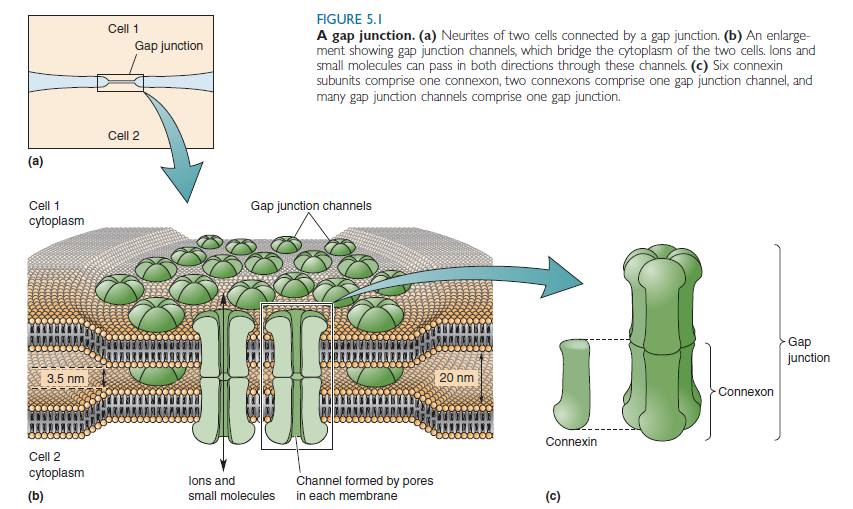 Cell 1
Gap junction
Cell 2
(a)
FIGURE 5.1
A gap junction. (a) Neurites of two cells connected by a gap junction. (b) An enlarge-
ment showing gap junction channels, which bridge the cytoplasm of the two cells. Ions and
small molecules can pass in both directions through these channels. (c) Six connexin
subunits comprise one connexon, two connexons comprise one gap junction channel, and
many gap junction channels comprise one gap junction.
Cell 1
cytoplasm
Gap junction channels
3.5 nm
20 nm
Cell 2
cytoplasm
Ions and
small molecules
Channel formed by pores
in each membrane
(b)
Gap
junction
Connexon
Connexin
(c)